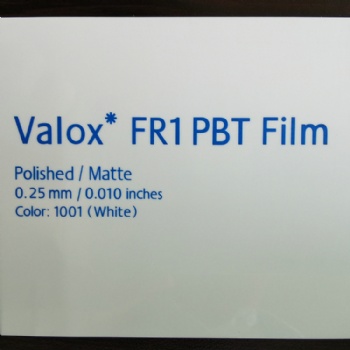 Valox* FR1 PBT Film
Polished / Matte
0.25 mm / 0.010 inches
Color: 1001 (White)